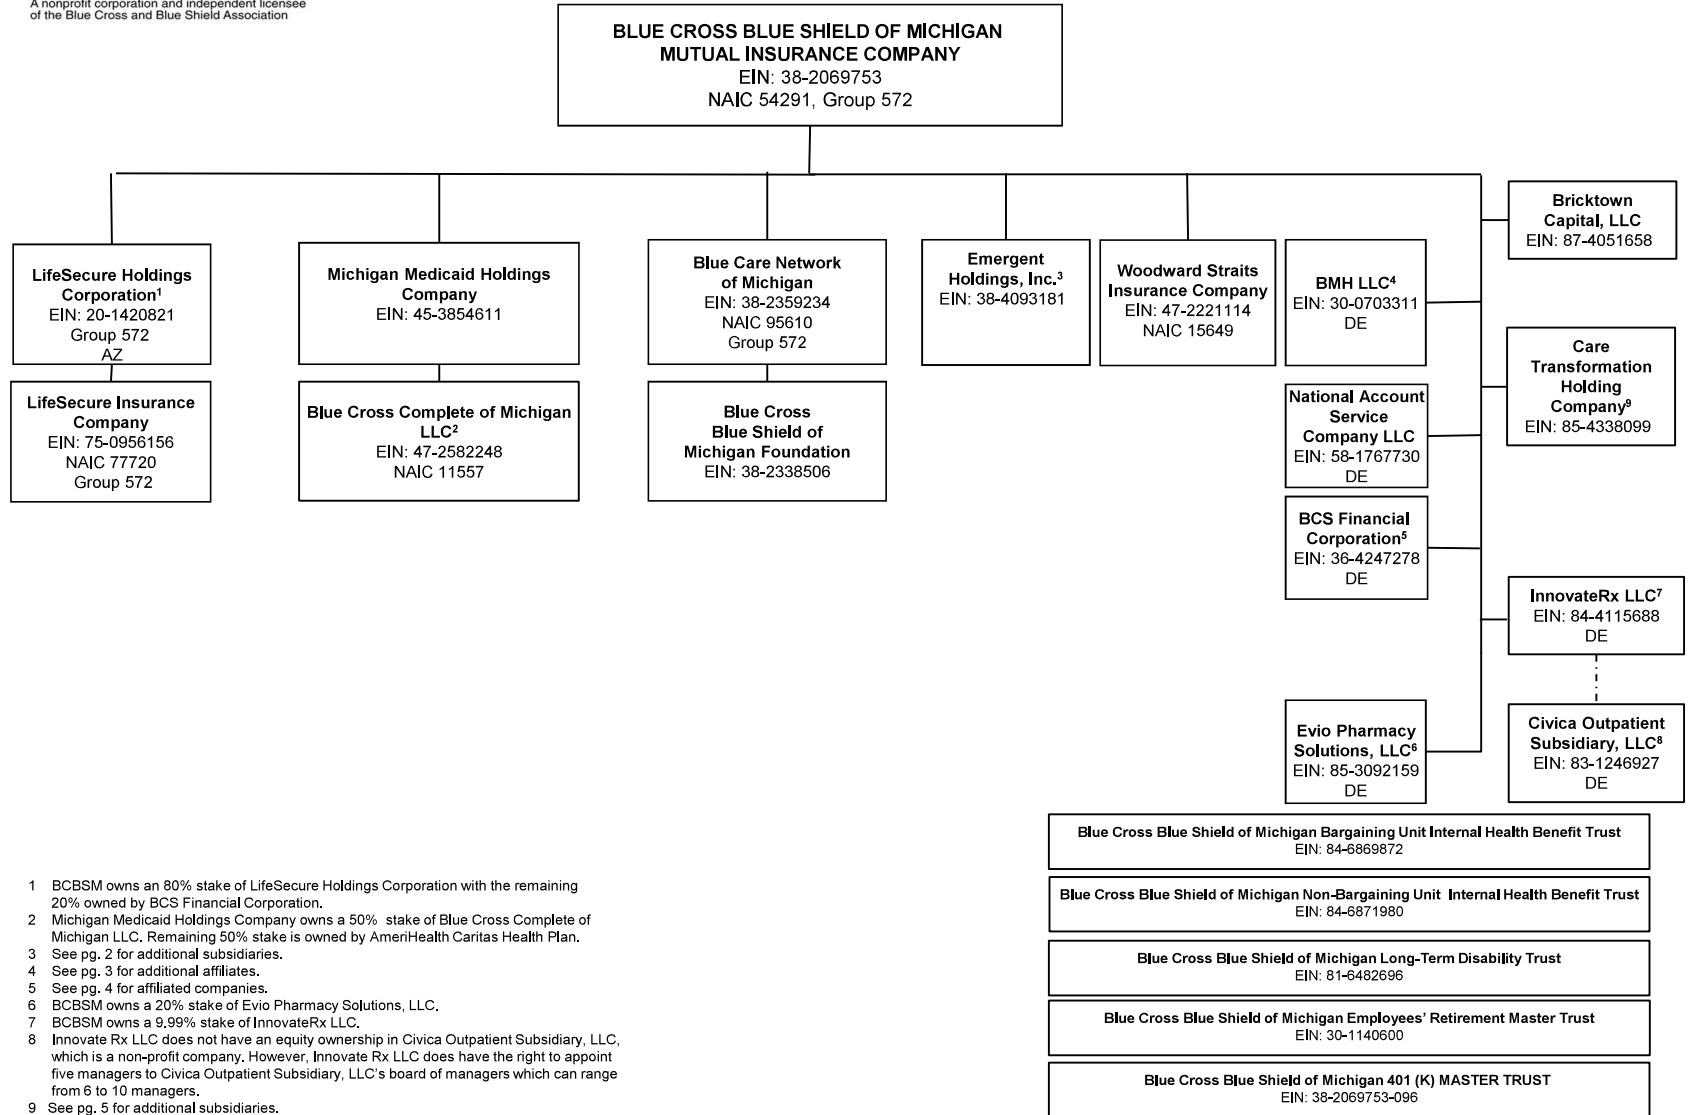 A nonprofit corporation and independent licensee
of the Blue Cross and Blue Shield Association
BLUE CROSS BLUE SHIELD OF MICHIGAN
MUTUAL INSURANCE COMPANY
EIN: 38-2069753
NAIC 54291, Group 572
Bricktown
Capital, LLC
EIN: 87-4051658
LifeSecure Holdings
Corporation¹
EIN: 20-1420821
Group 572
AZ
Michigan Medicaid Holdings
Company
EIN: 45-3854611
Blue Care Network
of Michigan
EIN: 38-2359234
NAIC 95610
Group 572
Emergent
Holdings, Inc.³
EIN: 38-4093181
Woodward Straits
Insurance Company
EIN: 47-2221114
NAIC 15649
BMH LLC⁴
EIN: 30-0703311
DE
Care
Transformation
Holding
Company⁹
EIN: 85-4338099
LifeSecure Insurance
Company
EIN: 75-0956156
NAIC 77720
Group 572
Blue Cross Complete of Michigan
LLC²
EIN: 47-2582248
NAIC 11557
Blue Cross
Blue Shield of
Michigan Foundation
EIN: 38-2338506
National Account
Service
Company LLC
EIN: 58-1767730
DE
BCS Financial
Corporation⁵
EIN: 36-4247278
DE
InnovateRx LLC⁷
EIN: 84-4115688
DE
Evio Pharmacy
Solutions, LLC⁶
EIN: 85-3092159
DE
Civica Outpatient
Subsidiary, LLC⁸
EIN: 83-1246927
DE
Blue Cross Blue Shield of Michigan Bargaining Unit Internal Health Benefit Trust
EIN: 84-6869872
Blue Cross Blue Shield of Michigan Non-Bargaining Unit Internal Health Benefit Trust
EIN: 84-6871980
Blue Cross Blue Shield of Michigan Long-Term Disability Trust
EIN: 81-6482696
Blue Cross Blue Shield of Michigan Employees' Retirement Master Trust
EIN: 30-1140600
Blue Cross Blue Shield of Michigan 401 (K) MASTER TRUST
EIN: 38-2069753-096
1 BCBSM owns an 80% stake of LifeSecure Holdings Corporation with the remaining
20% owned by BCS Financial Corporation.
2 Michigan Medicaid Holdings Company owns a 50% stake of Blue Cross Complete of
Michigan LLC. Remaining 50% stake is owned by AmeriHealth Caritas Health Plan.
3 See pg. 2 for additional subsidiaries.
4 See pg. 3 for additional affiliates.
5 See pg. 4 for affiliated companies.
6 BCBSM owns a 20% stake of Evio Pharmacy Solutions, LLC.
7 BCBSM owns a 9.99% stake of InnovateRx LLC.
8 Innovate Rx LLC does not have an equity ownership in Civica Outpatient Subsidiary, LLC,
which is a non-profit company. However, Innovate Rx LLC does have the right to appoint
five managers to Civica Outpatient Subsidiary, LLC's board of managers which can range
from 6 to 10 managers.
9 See pg. 5 for additional subsidiaries.